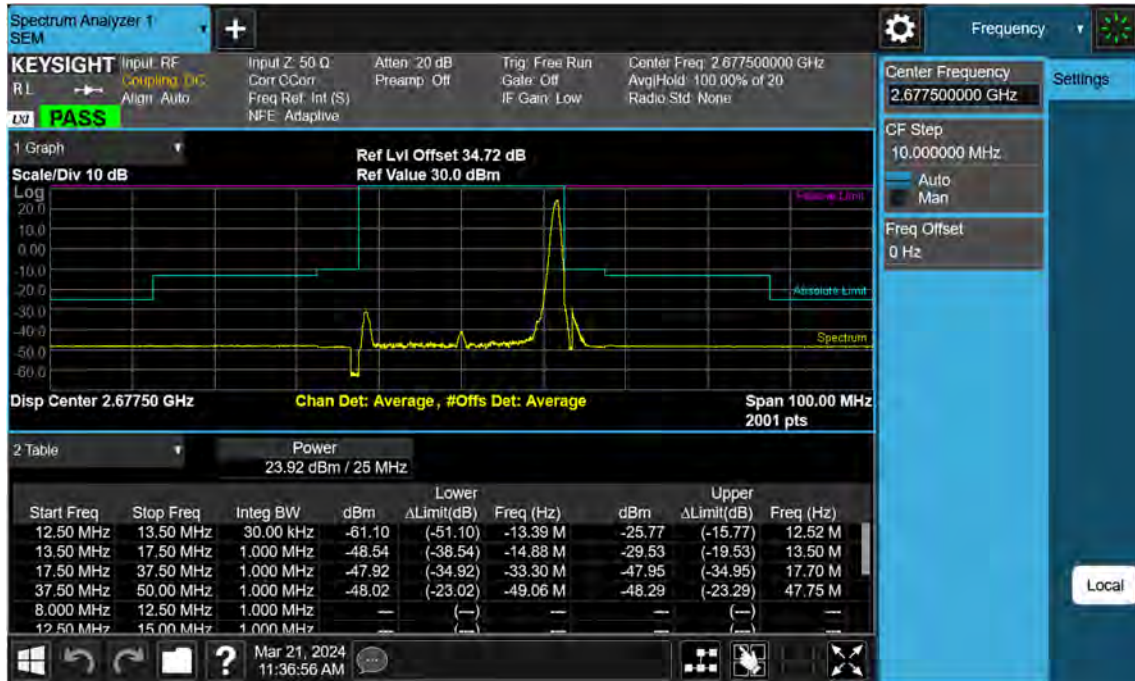 Spectrum Analyzer 1
SEM
+
Frequency
KEYSIGHT
R L
LXI
PASS
Input: RF
Coupling: DC
Align: Auto
Input Z: 50 Ω
Corr CCorr
Freq Ref: Int (S)
NFE: Adaptive
Atten: 20 dB
Preamp: Off
Trig: Free Run
Gate: Off
IF Gain: Low
Center Freq: 2.677500000 GHz
Avg|Hold: 100.00% of 20
Radio Std: None
Center Frequency
2.677500000 GHz
Settings
CF Step
10.000000 MHz
Auto
Man
Freq Offset
0 Hz
1 Graph
Scale/Div 10 dB
Ref Lvl Offset 34.72 dB
Ref Value 30.0 dBm
Log
20.0
10.0
0.00
-10.0
-20.0
-30.0
-40.0
-50.0
-60.0
Relative Limit
Absolute Limit
Spectrum
Disp Center 2.67750 GHz
Chan Det: Average, #Offs Det: Average
Span 100.00 MHz
2001 pts
2 Table
Power
23.92 dBm / 25 MHz
Lower Upper
Start Freq Stop Freq Integ BW dBm ΔLimit(dB) Freq (Hz) dBm ΔLimit(dB) Freq (Hz)
12.50 MHz 13.50 MHz 30.00 kHz -61.10 (-51.10) -13.39 M -25.77 (-15.77) 12.52 M
13.50 MHz 17.50 MHz 1.000 MHz -48.54 (-38.54) -14.88 M -29.53 (-19.53) 13.50 M
17.50 MHz 37.50 MHz 1.000 MHz -47.92 (-34.92) -33.30 M -47.95 (-34.95) 17.70 M
37.50 MHz 50.00 MHz 1.000 MHz -48.02 (-23.02) -49.06 M -48.29 (-23.29) 47.75 M
8.000 MHz 12.50 MHz 1.000 MHz --- (---) --- --- (---) ---
12.50 MHz 15.00 MHz 1.000 MHz --- (---) --- --- (---) ---
Local
?
Mar 21, 2024
11:36:56 AM